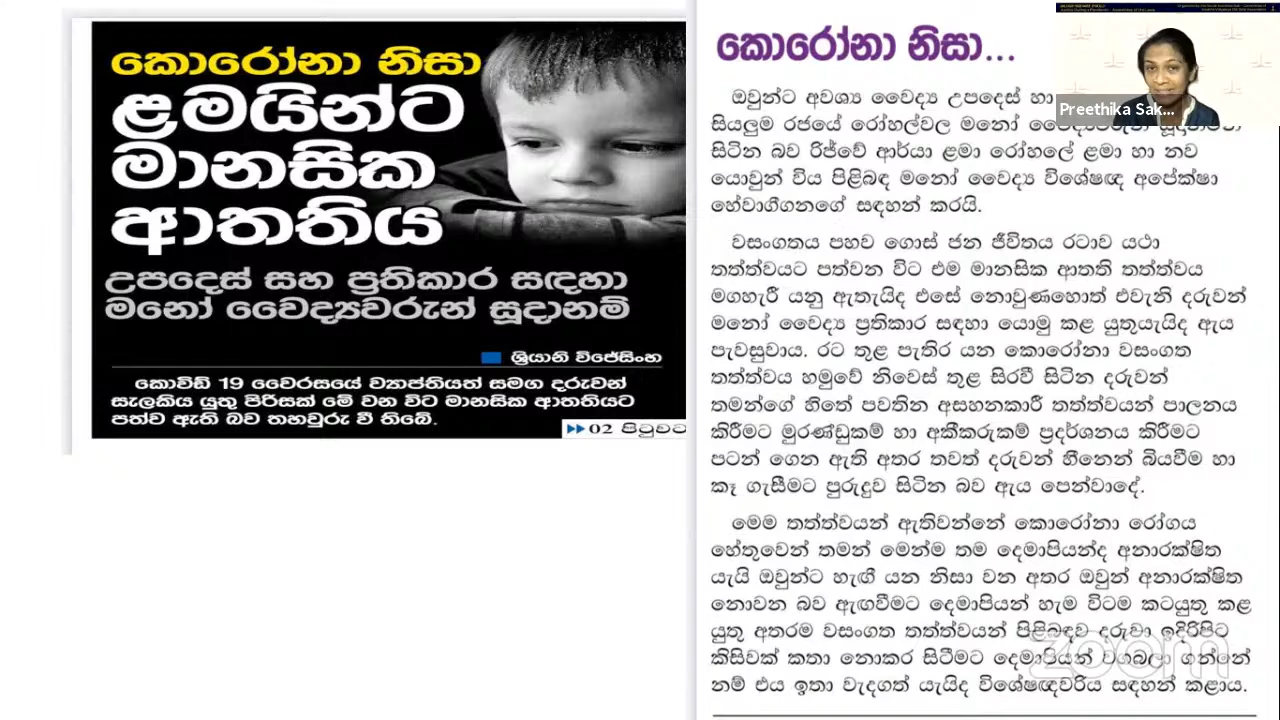 කොරෝනා නිසා
ළමයින්ට
මානසික
ආතතිය
උපදෙස් සහ ප්‍රතිකාර සඳහා
මනෝ වෛද්‍යවරුන් සූදානම්
ශ්‍රියානි විජේසිංහ
කොවිඩ් 19 වෛරසයේ ව්‍යාප්තියත් සමග දරුවන්
සැලකිය යුතු පිරිසක් මේ වන විට මානසික ආතතියට
පත්ව ඇති බව තහවුරු වී තිබේ.
02 පිටුවට
කොරෝනා නිසා...
ඔවුන්ට අවශ්‍ය වෛද්‍ය උපදෙස් හා
සියලුම රජයේ රෝහල්වල මනෝ
සිටින බව රිජ්වේ ආර්යා ළමා රෝහලේ ළමා හා නව
යොවුන් විය පිළිබඳ මනෝ වෛද්‍ය විශේෂඥ අපේක්ෂා
හේවාගීගනගේ සඳහන් කරයි.
වසංගතය පහව ගොස් ජන ජීවිතය රටාව යථා
තත්ත්වයට පත්වන විට එම මානසික ආතති තත්ත්වය
මගහැරී යනු ඇතැයිද එසේ නොවුණහොත් එවැනි දරුවන්
මනෝ වෛද්‍ය ප්‍රතිකාර සඳහා යොමු කළ යුතුයැයිද ඇය
පැවසුවාය. රට තුළ පැතිර යන කොරෝනා වසංගත
තත්ත්වය හමුවේ නිවෙස් තුළ සිරවී සිටින දරුවන්
තමන්ගේ හිතේ පවතින අසහනකාරී තත්ත්වයන් පාලනය
කිරීමට මුරණ්ඩුකම් හා අකීකරුකම් ප්‍රදර්ශනය කිරීමට
පටන් ගෙන ඇති අතර තවත් දරුවන් හීනෙන් බියවීම හා
කෑ ගැසීමට පුරුදුව සිටින බව ඇය පෙන්වාදේ.
මෙම තත්ත්වයන් ඇතිවන්නේ කොරෝනා රෝගය
හේතුවෙන් තමන් මෙන්ම තම දෙමාපියන්ද අනාරක්ෂිත
යැයි ඔවුන්ට හැඟී යන නිසා වන අතර ඔවුන් අනාරක්ෂිත
නොවන බව ඇඟවීමට දෙමාපියන් හැම විටම කටයුතු කළ
යුතු අතරම වසංගත තත්ත්වයන් පිළිබඳව දරුවා ඉදිරිපිට
කිසිවක් කතා නොකර සිටීමට දෙමාපියන් වගබලා ගන්නේ
නම් එය ඉතා වැදගත් යැයිද විශේෂඥවරිය සඳහන් කළාය.
Preethika Sak...
zoom